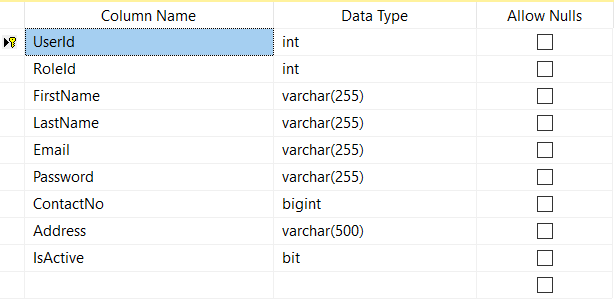 Column Name Data Type Allow Nulls
UserId int
RoleId int
FirstName varchar(255)
LastName varchar(255)
Email varchar(255)
Password varchar(255)
ContactNo bigint
Address varchar(500)
IsActive bit